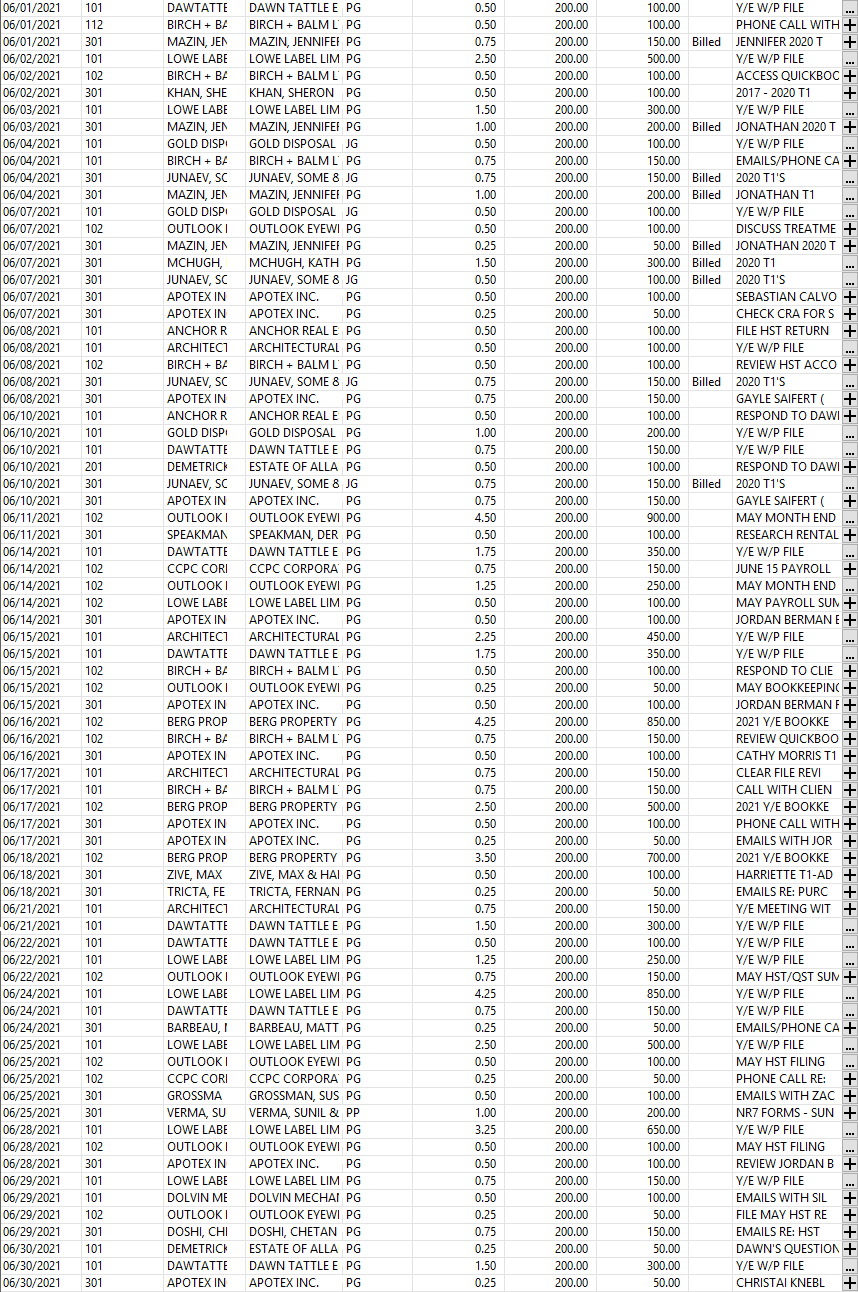 06/01/2021 101 DAWTATTE DAWN TATTLE E PG 0.50 200.00 100.00 Y/E W/P FILE ...
06/01/2021 112 BIRCH + BA BIRCH + BALM L PG 0.50 200.00 100.00 PHONE CALL WITH +
06/01/2021 301 MAZIN, JEN MAZIN, JENNIFEF PG 0.75 200.00 150.00 Billed JENNIFER 2020 T +
06/02/2021 101 LOWE LABE LOWE LABEL LIM PG 2.50 200.00 500.00 Y/E W/P FILE ...
06/02/2021 102 BIRCH + BA BIRCH + BALM L PG 0.50 200.00 100.00 ACCESS QUICKBOO +
06/02/2021 301 KHAN, SHE KHAN, SHERON PG 0.50 200.00 100.00 2017 - 2020 T1 +
06/03/2021 101 LOWE LABE LOWE LABEL LIM PG 1.50 200.00 300.00 Y/E W/P FILE ...
06/03/2021 301 MAZIN, JEN MAZIN, JENNIFEF PG 1.00 200.00 200.00 Billed JONATHAN 2020 T +
06/04/2021 101 GOLD DISP GOLD DISPOSAL JG 0.50 200.00 100.00 Y/E W/P FILE ...
06/04/2021 101 BIRCH + BA BIRCH + BALM L PG 0.75 200.00 150.00 EMAILS/PHONE CA +
06/04/2021 301 JUNAEV, SC JUNAEV, SOME & JG 0.75 200.00 150.00 Billed 2020 T1'S ...
06/04/2021 301 MAZIN, JEN MAZIN, JENNIFEF PG 1.00 200.00 200.00 Billed JONATHAN T1 ...
06/07/2021 101 GOLD DISP GOLD DISPOSAL JG 0.50 200.00 100.00 Y/E W/P FILE ...
06/07/2021 102 OUTLOOK I OUTLOOK EYEWI PG 0.50 200.00 100.00 DISCUSS TREATME +
06/07/2021 301 MAZIN, JEN MAZIN, JENNIFEF PG 0.25 200.00 50.00 Billed JONATHAN 2020 T +
06/07/2021 301 MCHUGH, MCHUGH, KATH PG 1.50 200.00 300.00 Billed 2020 T1 ...
06/07/2021 301 JUNAEV, SC JUNAEV, SOME & JG 0.50 200.00 100.00 Billed 2020 T1'S ...
06/07/2021 301 APOTEX IN APOTEX INC. PG 0.50 200.00 100.00 SEBASTIAN CALVO +
06/07/2021 301 APOTEX IN APOTEX INC. PG 0.25 200.00 50.00 CHECK CRA FOR S +
06/08/2021 101 ANCHOR R ANCHOR REAL E PG 0.50 200.00 100.00 FILE HST RETURN +
06/08/2021 101 ARCHITECT ARCHITECTURAL PG 0.50 200.00 100.00 Y/E W/P FILE ...
06/08/2021 102 BIRCH + BA BIRCH + BALM L PG 0.50 200.00 100.00 REVIEW HST ACCO +
06/08/2021 301 JUNAEV, SC JUNAEV, SOME & JG 0.75 200.00 150.00 Billed 2020 T1'S ...
06/08/2021 301 APOTEX IN APOTEX INC. PG 0.75 200.00 150.00 GAYLE SAIFERT ( +
06/10/2021 101 ANCHOR R ANCHOR REAL E PG 0.50 200.00 100.00 RESPOND TO DAWI +
06/10/2021 101 GOLD DISP GOLD DISPOSAL PG 1.00 200.00 200.00 Y/E W/P FILE ...
06/10/2021 101 DAWTATTE DAWN TATTLE E PG 0.75 200.00 150.00 Y/E W/P FILE ...
06/10/2021 201 DEMETRICK ESTATE OF ALLA PG 0.50 200.00 100.00 RESPOND TO DAWI +
06/10/2021 301 JUNAEV, SC JUNAEV, SOME & JG 0.75 200.00 150.00 Billed 2020 T1'S ...
06/10/2021 301 APOTEX IN APOTEX INC. PG 0.75 200.00 150.00 GAYLE SAIFERT ( +
06/11/2021 102 OUTLOOK I OUTLOOK EYEWI PG 4.50 200.00 900.00 MAY MONTH END ...
06/11/2021 301 SPEAKMAN SPEAKMAN, DER PG 0.50 200.00 100.00 RESEARCH RENTAL +
06/14/2021 101 DAWTATTE DAWN TATTLE E PG 1.75 200.00 350.00 Y/E W/P FILE ...
06/14/2021 102 CCPC CORI CCPC CORPORA PG 0.75 200.00 150.00 JUNE 15 PAYROLL +
06/14/2021 102 OUTLOOK I OUTLOOK EYEWI PG 1.25 200.00 250.00 MAY MONTH END ...
06/14/2021 102 LOWE LABE LOWE LABEL LIM PG 0.50 200.00 100.00 MAY PAYROLL SUM +
06/14/2021 301 APOTEX IN APOTEX INC. PG 0.50 200.00 100.00 JORDAN BERMAN E +
06/15/2021 101 ARCHITECT ARCHITECTURAL PG 2.25 200.00 450.00 Y/E W/P FILE ...
06/15/2021 101 DAWTATTE DAWN TATTLE E PG 1.75 200.00 350.00 Y/E W/P FILE ...
06/15/2021 102 BIRCH + BA BIRCH + BALM L PG 0.50 200.00 100.00 RESPOND TO CLIE +
06/15/2021 102 OUTLOOK I OUTLOOK EYEWI PG 0.25 200.00 50.00 MAY BOOKKEEPING +
06/15/2021 301 APOTEX IN APOTEX INC. PG 0.50 200.00 100.00 JORDAN BERMAN F +
06/16/2021 102 BERG PROP BERG PROPERTY PG 4.25 200.00 850.00 2021 Y/E BOOKKE +
06/16/2021 102 BIRCH + BA BIRCH + BALM L PG 0.75 200.00 150.00 REVIEW QUICKBOO +
06/16/2021 301 APOTEX IN APOTEX INC. PG 0.50 200.00 100.00 CATHY MORRIS T1 +
06/17/2021 101 ARCHITECT ARCHITECTURAL PG 0.75 200.00 150.00 CLEAR FILE REVI +
06/17/2021 101 BIRCH + BA BIRCH + BALM L PG 0.75 200.00 150.00 CALL WITH CLIEN +
06/17/2021 102 BERG PROP BERG PROPERTY PG 2.50 200.00 500.00 2021 Y/E BOOKKE +
06/17/2021 301 APOTEX IN APOTEX INC. PG 0.50 200.00 100.00 PHONE CALL WITH +
06/17/2021 301 APOTEX IN APOTEX INC. PG 0.25 200.00 50.00 EMAILS WITH JOR +
06/18/2021 102 BERG PROP BERG PROPERTY PG 3.50 200.00 700.00 2021 Y/E BOOKKE +
06/18/2021 301 ZIVE, MAX ZIVE, MAX & HAI PG 0.50 200.00 100.00 HARRIETTE T1-AD +
06/18/2021 301 TRICTA, FE TRICTA, FERNAN PG 0.25 200.00 50.00 EMAILS RE: PURC +
06/21/2021 101 ARCHITECT ARCHITECTURAL PG 0.75 200.00 150.00 Y/E MEETING WIT +
06/21/2021 101 DAWTATTE DAWN TATTLE E PG 1.50 200.00 300.00 Y/E W/P FILE ...
06/22/2021 101 DAWTATTE DAWN TATTLE E PG 0.50 200.00 100.00 Y/E W/P FILE ...
06/22/2021 101 LOWE LABE LOWE LABEL LIM PG 1.25 200.00 250.00 Y/E W/P FILE ...
06/22/2021 102 OUTLOOK I OUTLOOK EYEWI PG 0.75 200.00 150.00 MAY HST/QST SUM +
06/24/2021 101 LOWE LABE LOWE LABEL LIM PG 4.25 200.00 850.00 Y/E W/P FILE ...
06/24/2021 101 DAWTATTE DAWN TATTLE E PG 0.75 200.00 150.00 Y/E W/P FILE ...
06/24/2021 301 BARBEAU, I BARBEAU, MATT PG 0.25 200.00 50.00 EMAILS/PHONE CA +
06/25/2021 101 LOWE LABE LOWE LABEL LIM PG 2.50 200.00 500.00 Y/E W/P FILE ...
06/25/2021 102 OUTLOOK I OUTLOOK EYEWI PG 0.50 200.00 100.00 MAY HST FILING +
06/25/2021 102 CCPC CORI CCPC CORPORA PG 0.25 200.00 50.00 PHONE CALL RE: +
06/25/2021 301 GROSSMA GROSSMAN, SUS PG 0.50 200.00 100.00 EMAILS WITH ZAC +
06/25/2021 301 VERMA, SU VERMA, SUNIL & PP 1.00 200.00 200.00 NR7 FORMS - SUN +
06/28/2021 101 LOWE LABE LOWE LABEL LIM PG 3.25 200.00 650.00 Y/E W/P FILE ...
06/28/2021 102 OUTLOOK I OUTLOOK EYEWI PG 0.50 200.00 100.00 MAY HST FILING +
06/28/2021 301 APOTEX IN APOTEX INC. PG 0.50 200.00 100.00 REVIEW JORDAN B +
06/29/2021 101 LOWE LABE LOWE LABEL LIM PG 0.75 200.00 150.00 Y/E W/P FILE ...
06/29/2021 101 DOLVIN ME DOLVIN MECHAI PG 0.50 200.00 100.00 EMAILS WITH SIL +
06/29/2021 102 OUTLOOK I OUTLOOK EYEWI PG 0.25 200.00 50.00 FILE MAY HST RE +
06/29/2021 301 DOSHI, CHI DOSHI, CHETAN PG 0.75 200.00 150.00 EMAILS RE: HST +
06/30/2021 101 DEMETRICK ESTATE OF ALLA PG 0.25 200.00 50.00 DAWN'S QUESTION +
06/30/2021 101 DAWTATTE DAWN TATTLE E PG 1.50 200.00 300.00 Y/E W/P FILE ...
06/30/2021 301 APOTEX IN APOTEX INC. PG 0.25 200.00 50.00 CHRISTAI KNEBL +